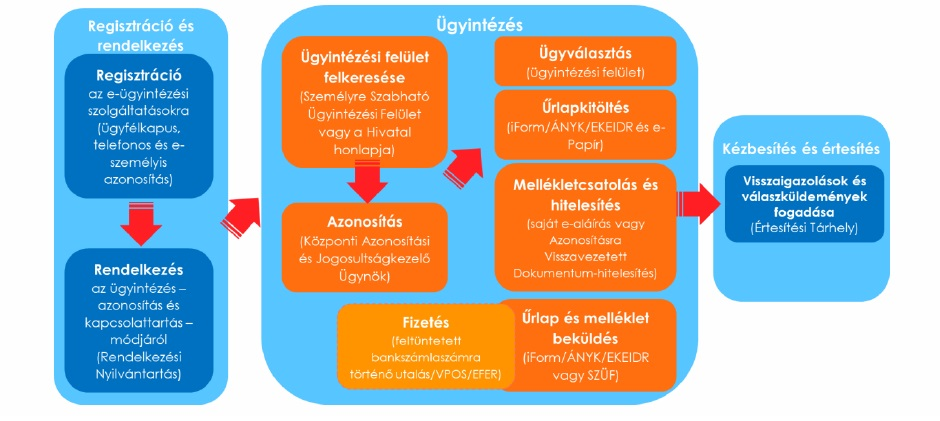 Regisztráció és
rendelkezés
Regisztráció
az e-ügyintézési
szolgáltatásokra
(ügyfélkapus,
telefonos és e-
személyis
azonosítás)
Rendelkezés
az ügyintézés –
azonosítás és
kapcsolattartás –
módjáról
(Rendelkezési
Nyilvántartás)
Ügyintézés
Ügyintézési felület
felkeresése
(Személyre Szabható
Ügyintézési Felület
vagy a Hivatal
honlapja)
Azonosítás
(Központi Azonosítási
és Jogosultságkezelő
Ügynök)
Ügyválasztás
(ügyintézési felület)
Űrlapkitöltés
(iForm/ÁNYK/EKEIDR és e-
Papír)
Mellékletcsatolás és
hitelesítés
(saját e-aláírás vagy
Azonosításra
Visszavezetett
Dokumentum-hitelesítés)
Fizetés
(feltüntetett
bankszámlaszámra
történő utalás/VPOS/EFER)
Űrlap és melléklet
beküldés
(iForm/ÁNYK/EKEIDR
vagy SZÜF)
Kézbesítés és értesítés
Visszaigazolások és
válaszküldemények
fogadása
(Értesítési Tárhely)